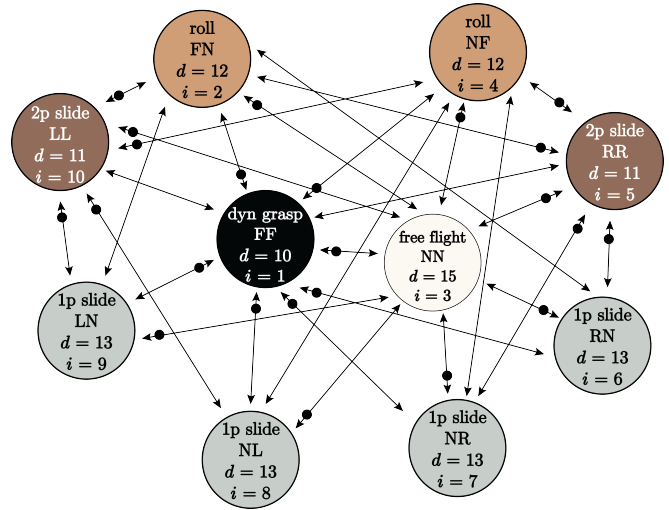 roll
FN
d = 12
i = 2
roll
NF
d = 12
i = 4
2p slide
LL
d = 11
i = 10
2p slide
RR
d = 11
i = 5
dyn grasp
FF
d = 10
i = 1
free flight
NN
d = 15
i = 3
1p slide
LN
d = 13
i = 9
1p slide
RN
d = 13
i = 6
1p slide
NL
d = 13
i = 8
1p slide
NR
d = 13
i = 7